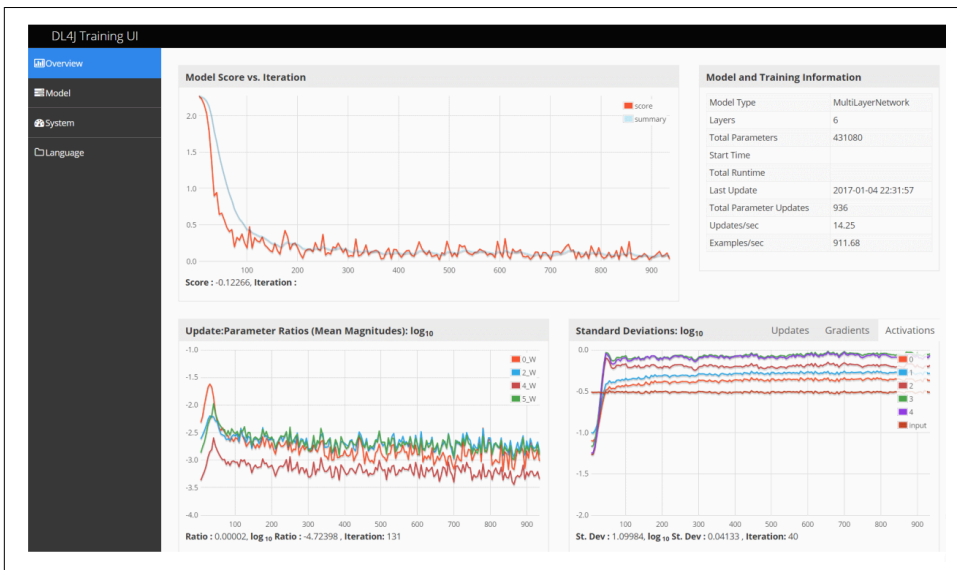 DL4J Training UI
Overview
Model
System
Language
Model Score vs. Iteration
score
summary
2.0
1.5
1.0
0.5
0.0
100 200 300 400 500 600 700 800 900
Score : -0.12266, Iteration :
Model and Training Information
Model Type MultiLayerNetwork
Layers 6
Total Parameters 431080
Start Time
Total Runtime
Last Update 2017-01-04 22:31:57
Total Parameter Updates 936
Updates/sec 14.25
Examples/sec 911.68
Update:Parameter Ratios (Mean Magnitudes): log10
0_W
2_W
4_W
5_W
-1.0
-1.5
-2.0
-2.5
-3.0
-3.5
-4.0
100 200 300 400 500 600 700 800 900
Ratio : 0.00002, log 10 Ratio : -4.72398 , Iteration: 131
Standard Deviations: log10 Updates Gradients Activations
0
1
2
3
4
input
0.0
-0.5
-1.0
-1.5
-2.0
100 200 300 400 500 600 700 800 900
St. Dev : 1.09984, log 10 St. Dev : 0.04133 , Iteration: 40